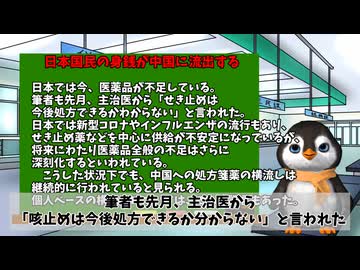 日本国民の身銭が中国に流出する
日本では今、医薬品が不足している。
筆者も先月、主治医から「せき止めは
今後処方できるかわからない」と言われた。
日本では新型コロナやインフルエンザの流行もあり、
せき止め薬なども中心に供給が不安定になっているが、
将来にわたり医薬品全般の不足はさらに
深刻化するといわれている。
こうした状況下でも、中国への処方箋薬の横流しは
継続的に行われていると見られる。
個人ベースの横
あった。
筆者も先月、主治医から
「咳止めは今後処方できるか分からない」と言われた